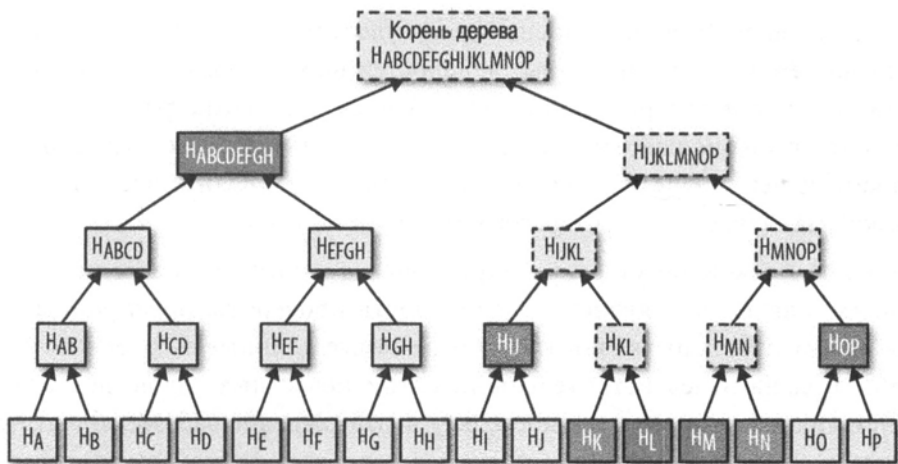 Корень дерева
HABCDEFGHIJKLMNOP
HABCDEFGH
HIJKLMNOP
HABCD
HEFGH
HIJKL
HMNOP
HAB
HCD
HEF
HGH
HIJ
HKL
HMN
HOP
HA
HB
HC
HD
HE
HF
HG
HH
HI
HJ
HK
HL
HM
HN
HO
HP